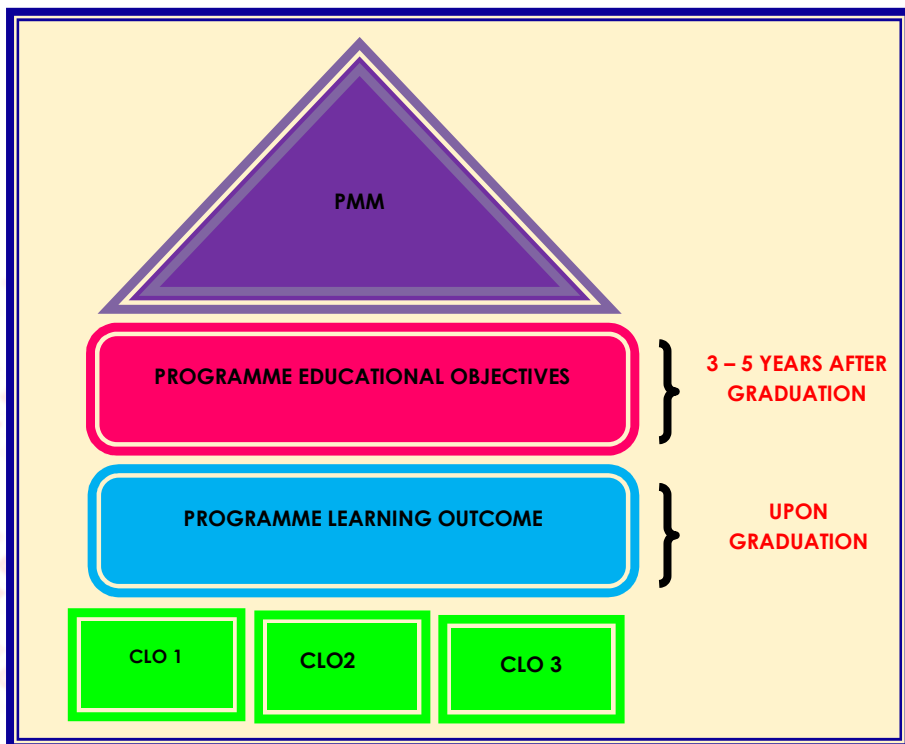 PMM
PROGRAMME EDUCATIONAL OBJECTIVES
3 – 5 YEARS AFTER
GRADUATION
PROGRAMME LEARNING OUTCOME
UPON
GRADUATION
CLO 1
CLO2
CLO 3